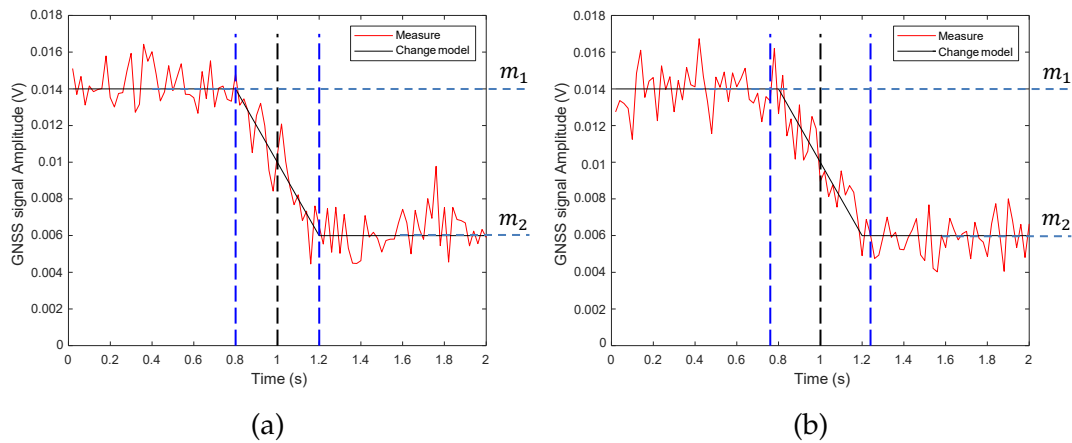 0.018
0.016
0.014
0.012
0.01
0.008
0.006
0.004
0.002
0
GNSS signal Amplitude (V)
Measure
Change model
m₁
m₂
0 0.2 0.4 0.6 0.8 1 1.2 1.4 1.6 1.8 2
Time (s)
(a)
0.018
0.016
0.014
0.012
0.01
0.008
0.006
0.004
0.002
0
GNSS signal Amplitude (V)
Measure
Change model
m₁
m₂
0 0.2 0.4 0.6 0.8 1 1.2 1.4 1.6 1.8 2
Time (s)
(b)